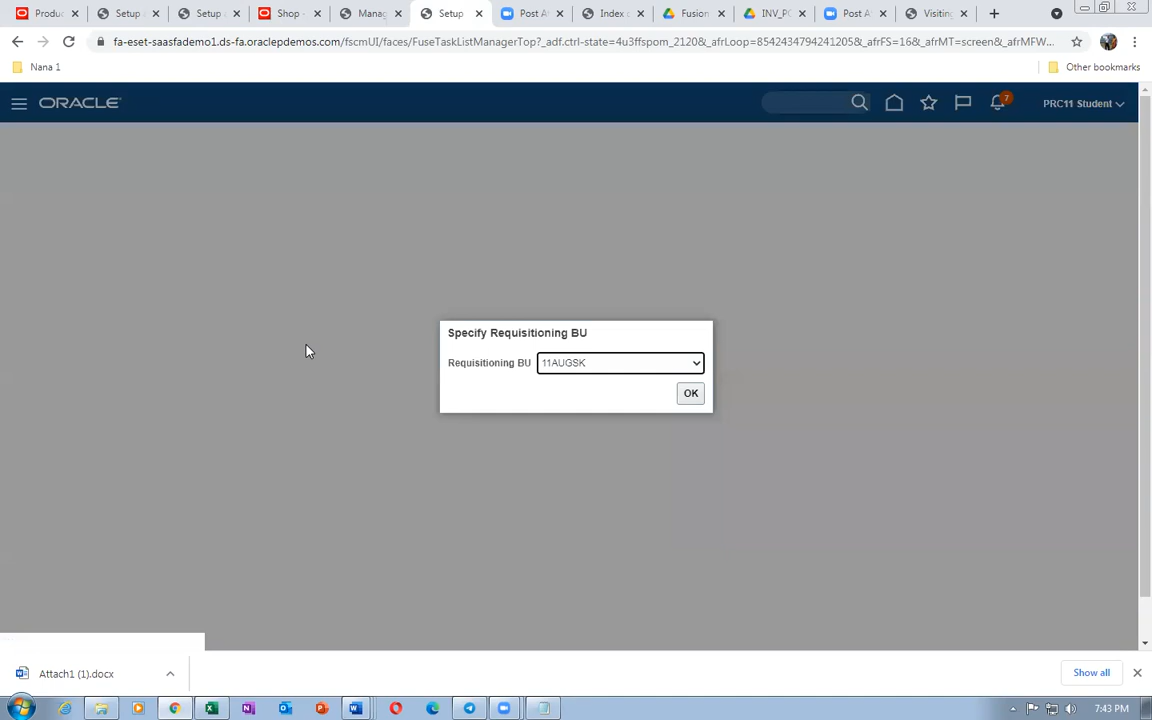 Produc
Setup
Setup
Shop -
Manag
Setup
Post A
Index
Fusion
INV_PO
Post A
Visiting
fa-eset-saasfademo1.ds-fa.oraclepdemos.com/fscmUI/faces/FuseTaskListManagerTop?_adf.ctrl-state=4u3ffspom_2120&_afrLoop=8542434794241205&_afrFS=16&_afrMT=screen&_afrMFW...
Nana 1
Other bookmarks
ORACLE
7
PRC11 Student
Specify Requisitioning BU
Requisitioning BU 11AUGSK
OK
Attach1 (1).docx
Show all
7:43 PM